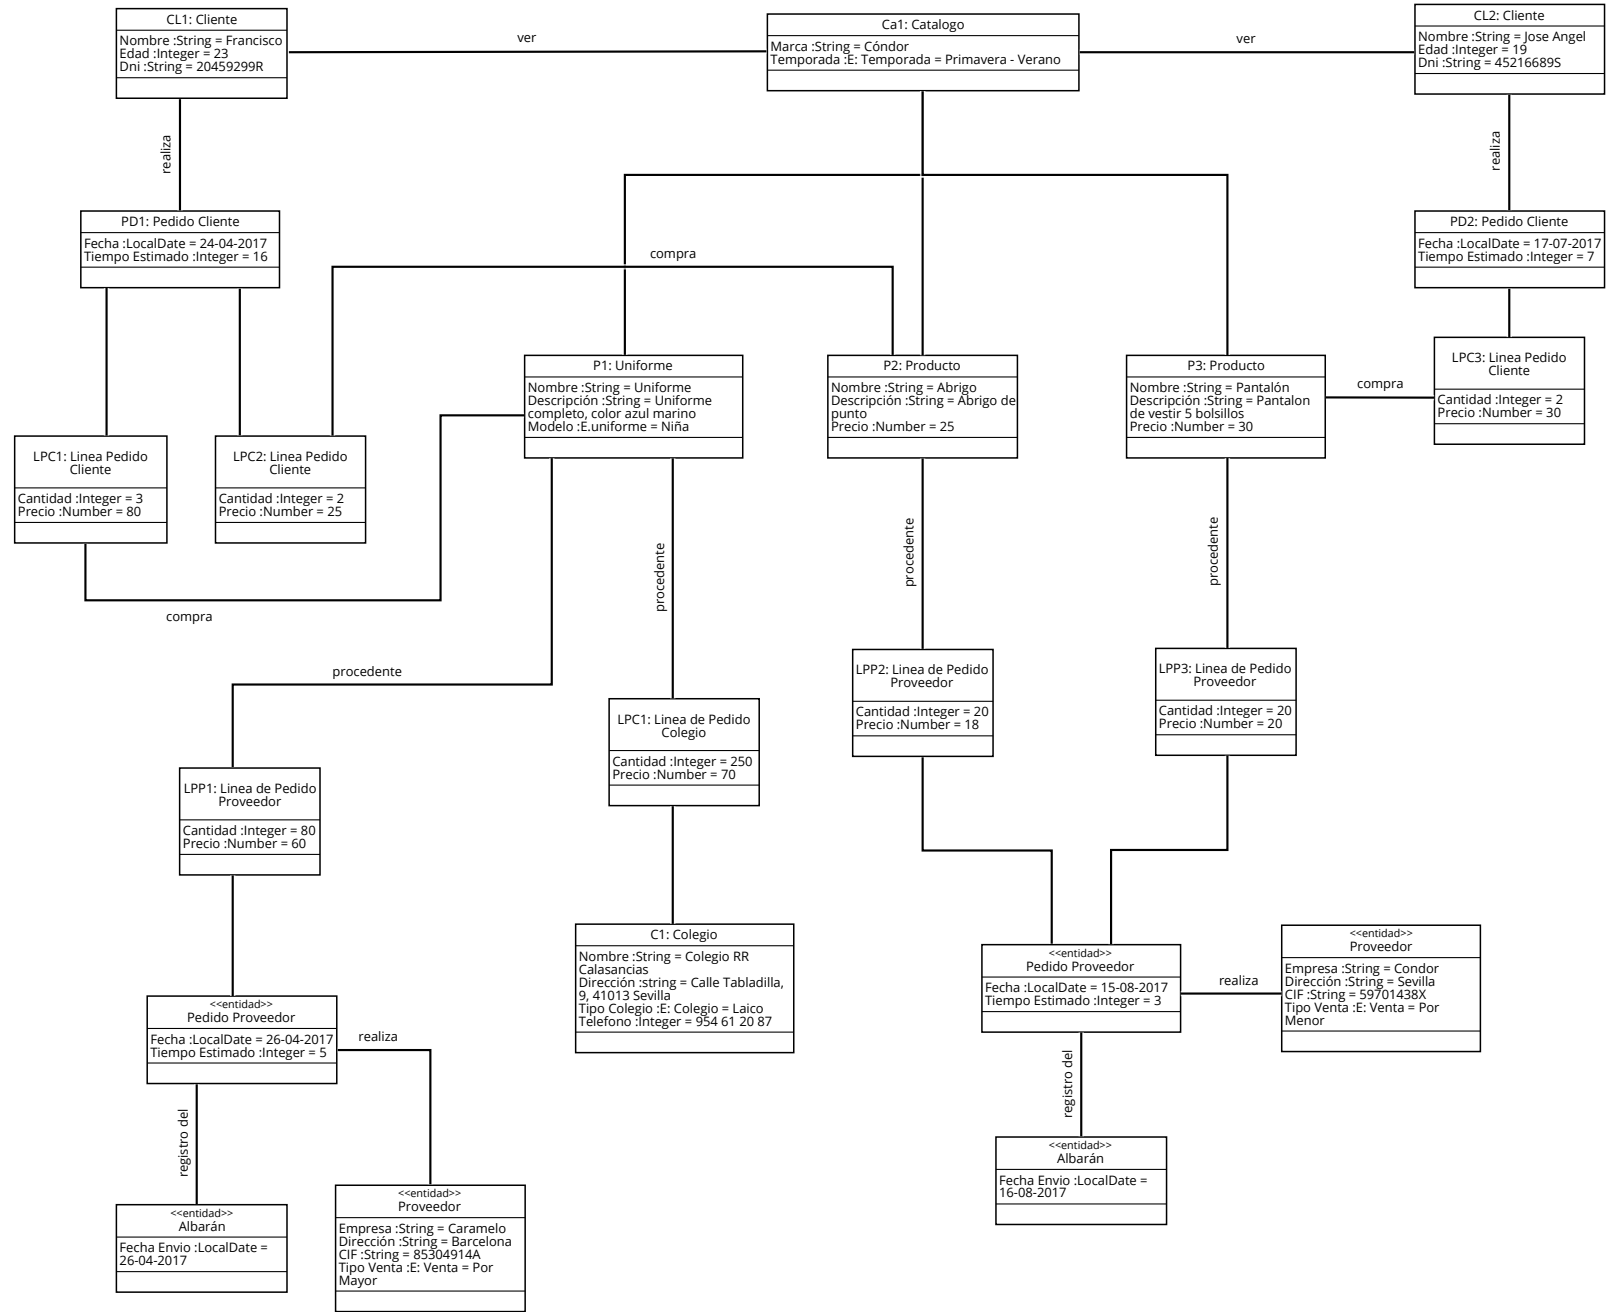 CL1: Cliente
Nombre :String = Francisco
Edad :Integer = 23
Dni :String = 20459299R
ver
Ca1: Catalogo
Marca :String = Cóndor
Temporada :E: Temporada = Primavera - Verano
ver
CL2: Cliente
Nombre :String = Jose Angel
Edad :Integer = 19
Dni :String = 45216689S
realiza
realiza
PD1: Pedido Cliente
Fecha :LocalDate = 24-04-2017
Tiempo Estimado :Integer = 16
PD2: Pedido Cliente
Fecha :LocalDate = 17-07-2017
Tiempo Estimado :Integer = 7
compra
P1: Uniforme
Nombre :String = Uniforme
Descripción :String = Uniforme
completo, color azul marino
Modelo :E.uniforme = Niña
P2: Producto
Nombre :String = Abrigo
Descripción :String = Abrigo de
punto
Precio :Number = 25
P3: Producto
Nombre :String = Pantalón
Descripción :String = Pantalon
de vestir 5 bolsillos
Precio :Number = 30
compra
LPC3: Linea Pedido
Cliente
Cantidad :Integer = 2
Precio :Number = 30
LPC1: Linea Pedido
Cliente
Cantidad :Integer = 3
Precio :Number = 80
LPC2: Linea Pedido
Cliente
Cantidad :Integer = 2
Precio :Number = 25
compra
procedente
procedente
procedente
procedente
LPP2: Linea de Pedido
Proveedor
Cantidad :Integer = 20
Precio :Number = 18
LPP3: Linea de Pedido
Proveedor
Cantidad :Integer = 20
Precio :Number = 20
LPC1: Linea de Pedido
Colegio
Cantidad :Integer = 250
Precio :Number = 70
LPP1: Linea de Pedido
Proveedor
Cantidad :Integer = 80
Precio :Number = 60
C1: Colegio
Nombre :String = Colegio RR
Calasancias
Dirección :string = Calle Tabladilla,
9, 41013 Sevilla
Tipo Colegio :E: Colegio = Laico
Telefono :Integer = 954 61 20 87
<<entidad>>
Pedido Proveedor
Fecha :LocalDate = 15-08-2017
Tiempo Estimado :Integer = 3
realiza
<<entidad>>
Proveedor
Empresa :String = Condor
Dirección :String = Sevilla
CIF :String = 59701438X
Tipo Venta :E: Venta = Por
Menor
<<entidad>>
Pedido Proveedor
Fecha :LocalDate = 26-04-2017
Tiempo Estimado :Integer = 5
realiza
registro del
registro del
<<entidad>>
Albarán
Fecha Envio :LocalDate =
16-08-2017
<<entidad>>
Albarán
Fecha Envio :LocalDate =
26-04-2017
<<entidad>>
Proveedor
Empresa :String = Caramelo
Dirección :String = Barcelona
CIF :String = 85304914A
Tipo Venta :E: Venta = Por
Mayor